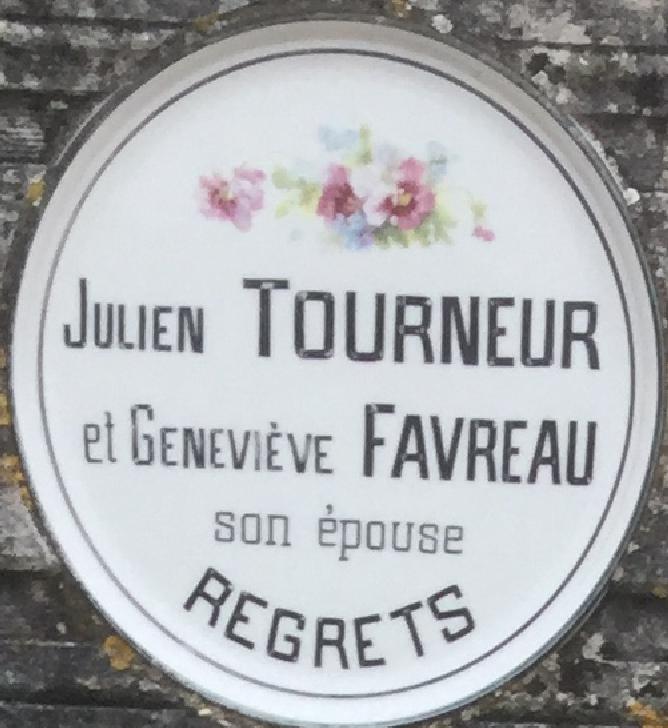 Julien TOURNEUR
et Geneviève FAVREAU
son épouse
REGRETS